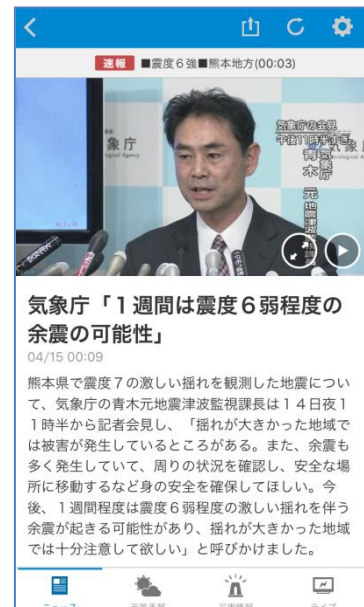 速報 ■震度6強■熊本地方(00:03)
象庁
気象庁の会見
午後11時半すぎ
気象庁
青木 元 地震津波監視課長
気象庁「1週間は震度6弱程度の
余震の可能性」
04/15 00:09
熊本県で震度7の激しい揺れを観測した地震につい
て、気象庁の青木元地震津波監視課長は14日夜1
1時半から記者会見し、「揺れが大きかった地域で
は被害が発生しているところがある。また、余震も
多く発生していて、周りの状況を確認し、安全な場
所に移動するなど身の安全を確保してほしい。今
後、1週間程度は震度6弱程度の激しい揺れを伴う
余震が起きる可能性があり、揺れが大きかった地域
では十分注意して欲しい」と呼びかけました。
ニュース